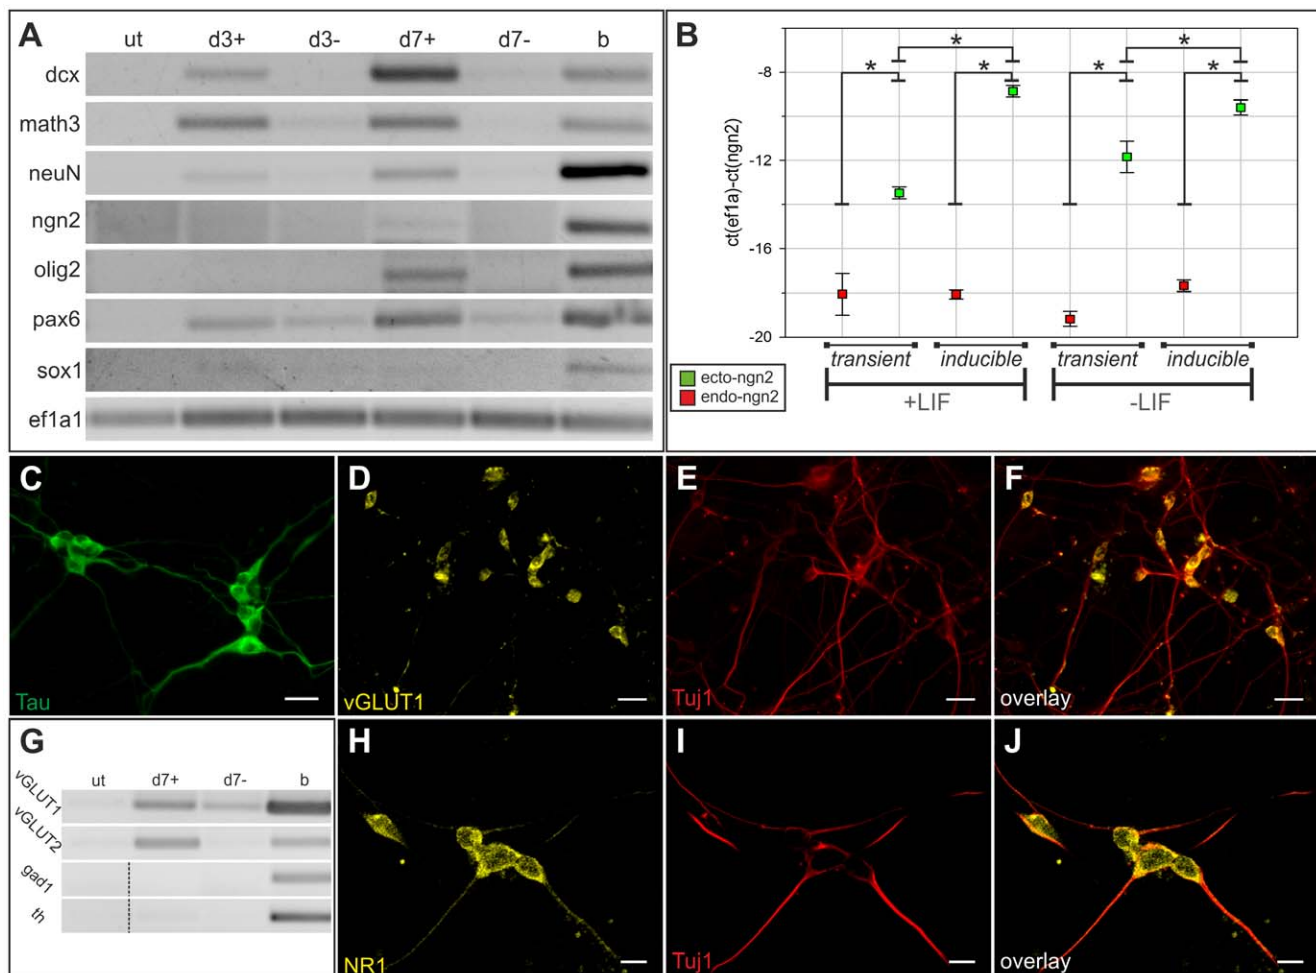 A
ut d3+ d3- d7+ d7- b
dcx
math3
neuN
ngn2
olig2
pax6
sox1
ef1a1
B
* *
* * * *
ct(ef1a)-ct(ngn2)
-8
-12
-16
-20
transient inducible transient inducible
+LIF -LIF
ecto-ngn2
endo-ngn2
C
Tau
D
vGLUT1
E
Tuj1
F
overlay
G
ut d7+ d7- b
vGLUT1
vGLUT2
gad1
th
H
NR1
I
Tuj1
J
overlay